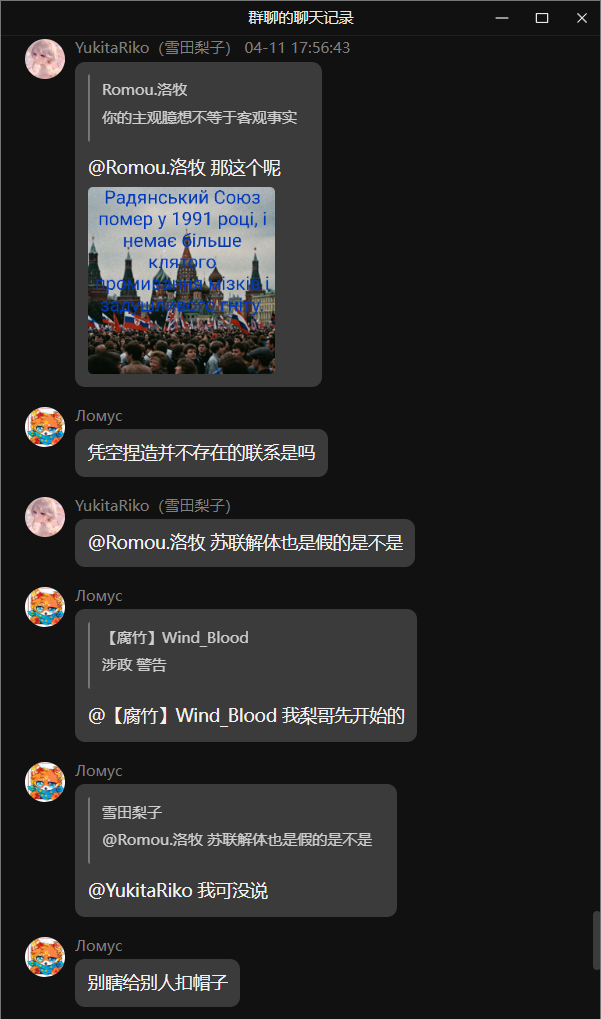 群聊的聊天记录
YukitaRiko（雪田梨子） 04-11 17:56:43
Romou.洛牧
你的主观臆想不等于客观事实
@Romou.洛牧 那这个呢
Радянський Союз
помер у 1991 році, і
немає більше
клятого
промивання мізків і
задушливого гніту.
Ломус
凭空捏造并不存在的联系是吗
YukitaRiko（雪田梨子）
@Romou.洛牧 苏联解体也是假的是不是
Ломус
【腐竹】Wind_Blood
涉政 警告
@【腐竹】Wind_Blood 我梨哥先开始的
Ломус
雪田梨子
@Romou.洛牧 苏联解体也是假的是不是
@YukitaRiko 我可没说
Ломус
别瞎给别人扣帽子